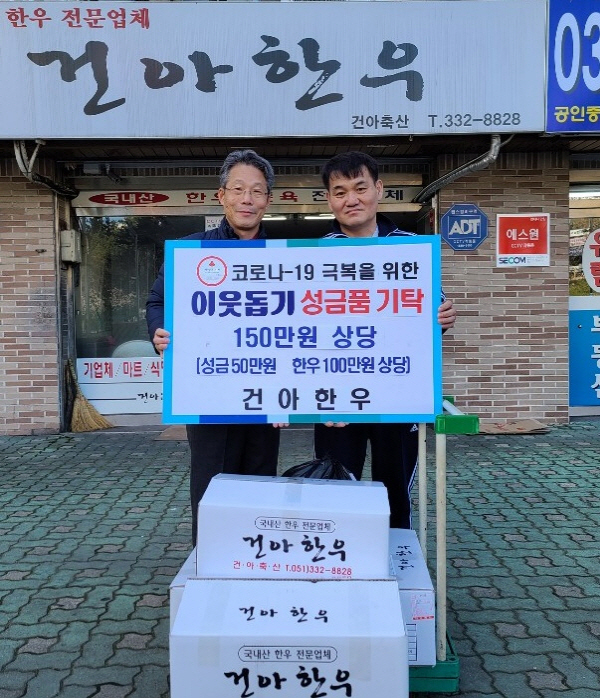 한우 전문업체
건아한우
건아축산 T.332-8828
03
공인중
국내산
ADT
에스원
SECOM
코로나-19 극복을 위한
이웃돕기 성금품 기탁
150만원 상당
(성금 50만원 한우 100만원 상당)
건아한우
기업체 / 마트 / 식
건아
국내산 한우 전문업체
건아한우
건·아·축·산 T.051)332-8828
건아한우
국내산 한우 전문업체
건아한우